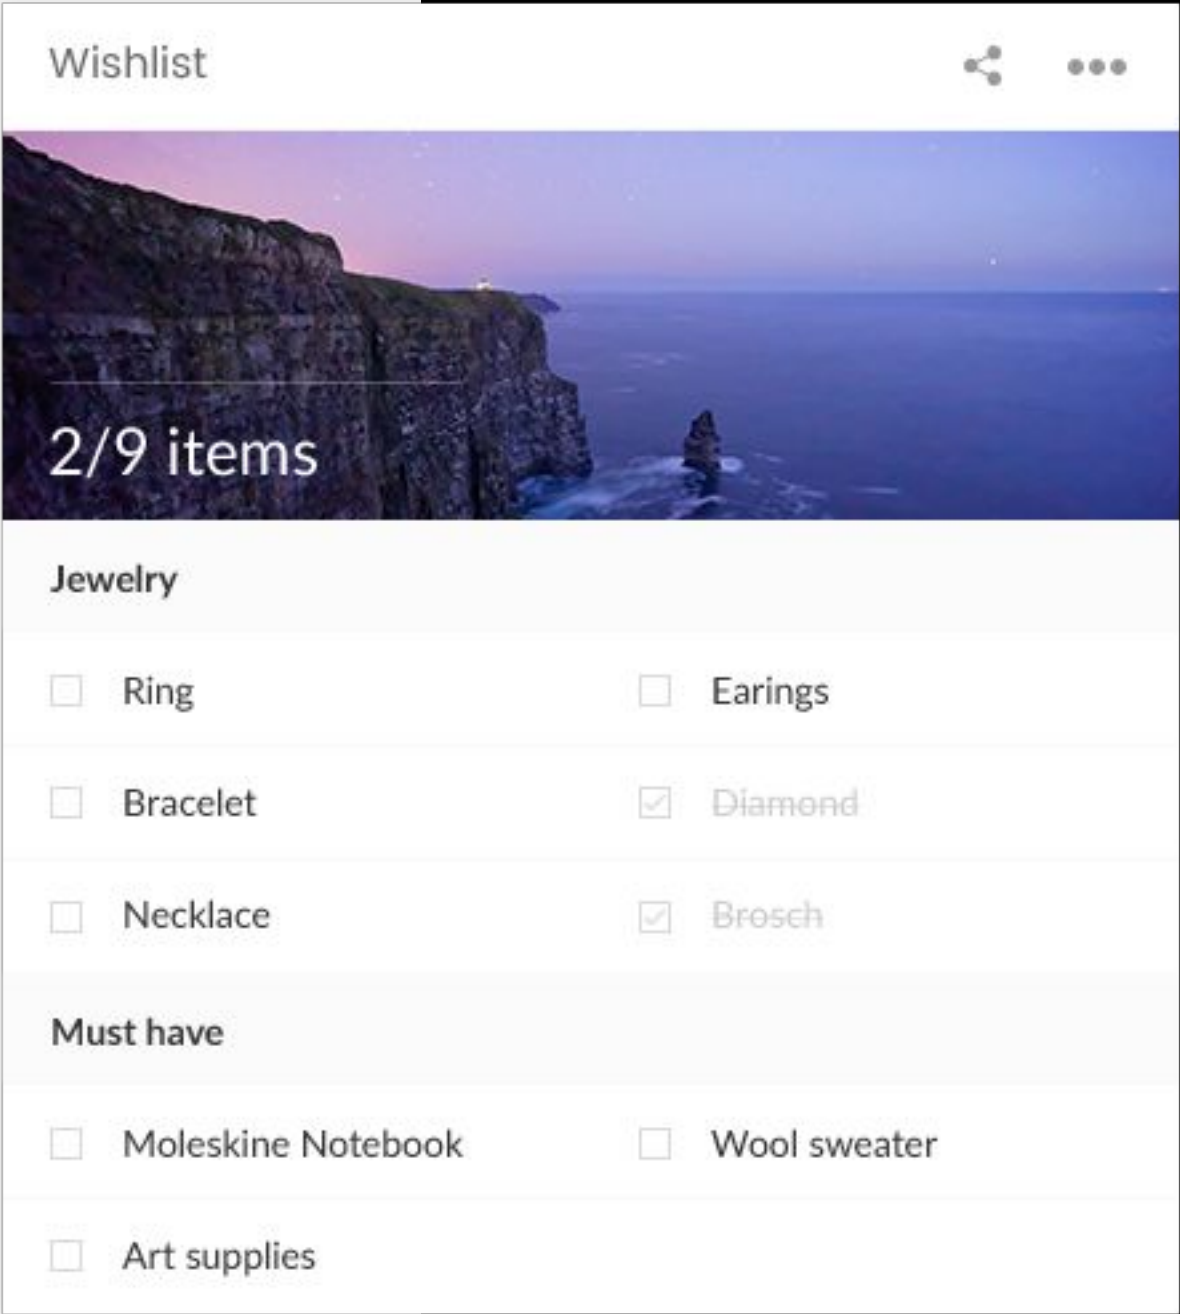 Wishlist
2/9 items
Jewelry
Ring
Earings
Bracelet
Diamond
Necklace
Brosch
Must have
Moleskine Notebook
Wool sweater
Art supplies